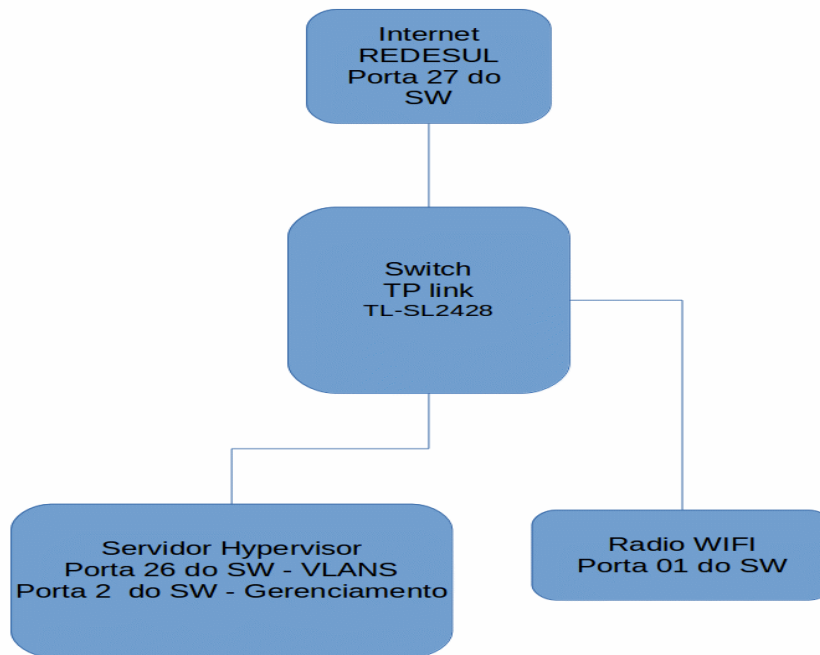 Internet
REDESUL
Porta 27 do
SW
Switch
TP link
TL-SL2428
Servidor Hypervisor
Porta 26 do SW - VLANS
Porta 2 do SW - Gerenciamento
Radio WIFI
Porta 01 do SW